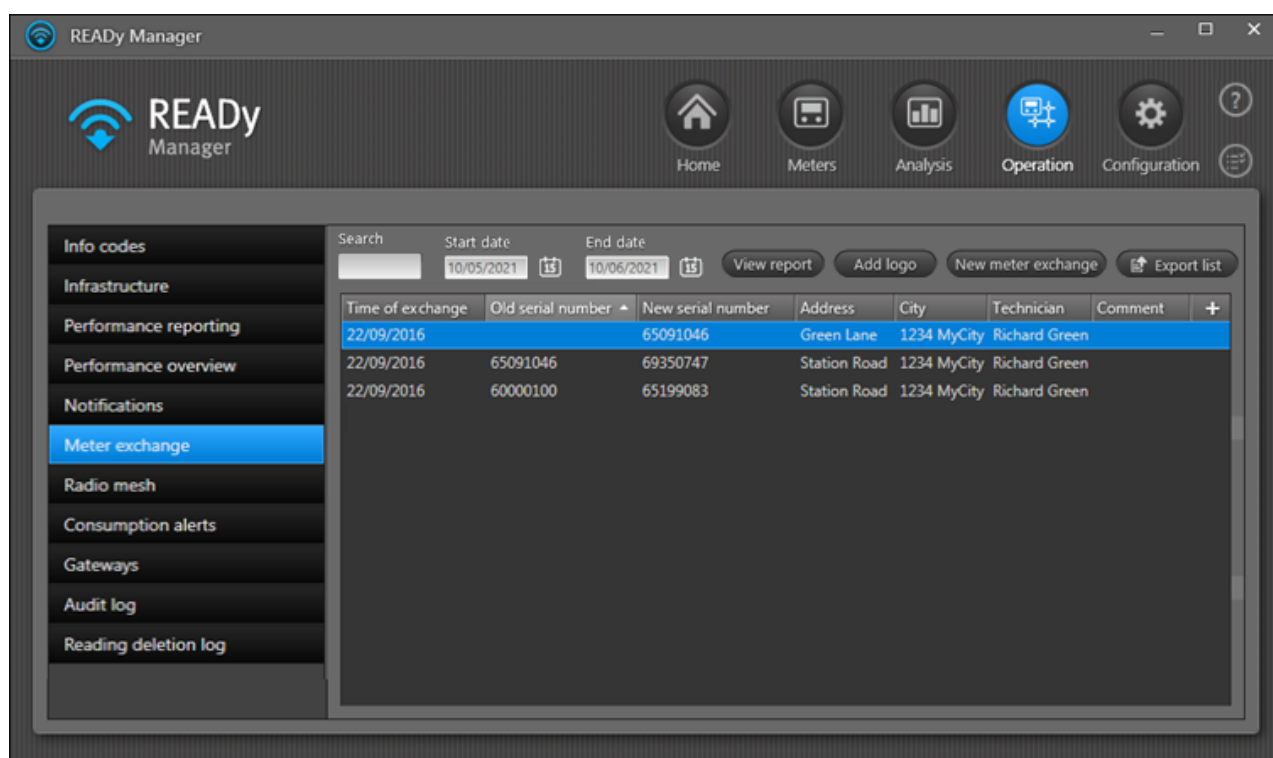 READy Manager
READy
Manager
Home Meters Analysis Operation Configuration
?
Info codes
Infrastructure
Performance reporting
Performance overview
Notifications
Meter exchange
Radio mesh
Consumption alerts
Gateways
Audit log
Reading deletion log
Search Start date End date
10/05/2021 15 10/06/2021 15 View report Add logo New meter exchange Export list
Time of exchange Old serial number New serial number Address City Technician Comment +
22/09/2016 65091046 Green Lane 1234 MyCity Richard Green
22/09/2016 65091046 69350747 Station Road 1234 MyCity Richard Green
22/09/2016 60000100 65199083 Station Road 1234 MyCity Richard Green